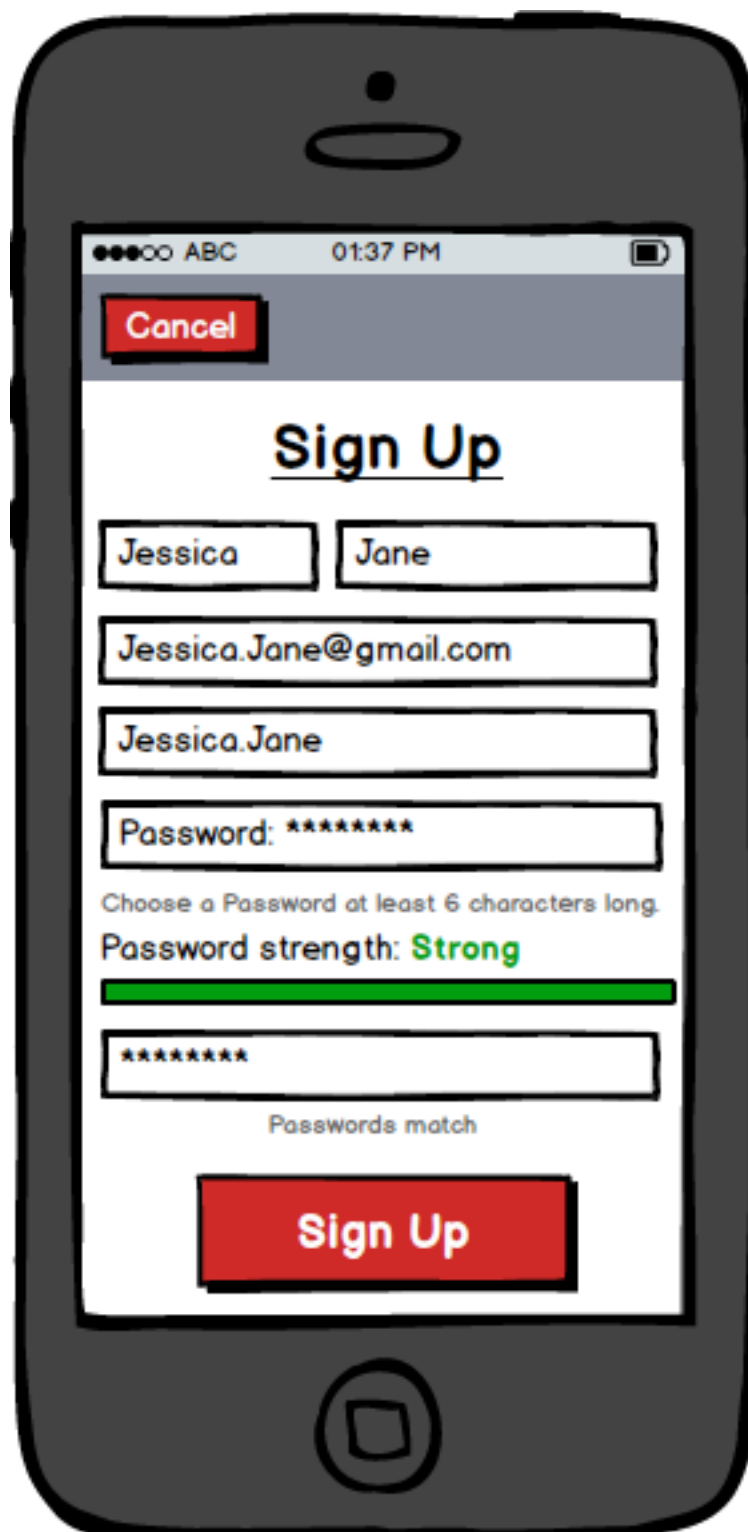 ABC 01:37 PM
Cancel
Sign Up
Jessica Jane
Jessica.Jane@gmail.com
Jessica.Jane
Password: ********
Choose a Password at least 6 characters long.
Password strength: Strong
********
Passwords match
Sign Up